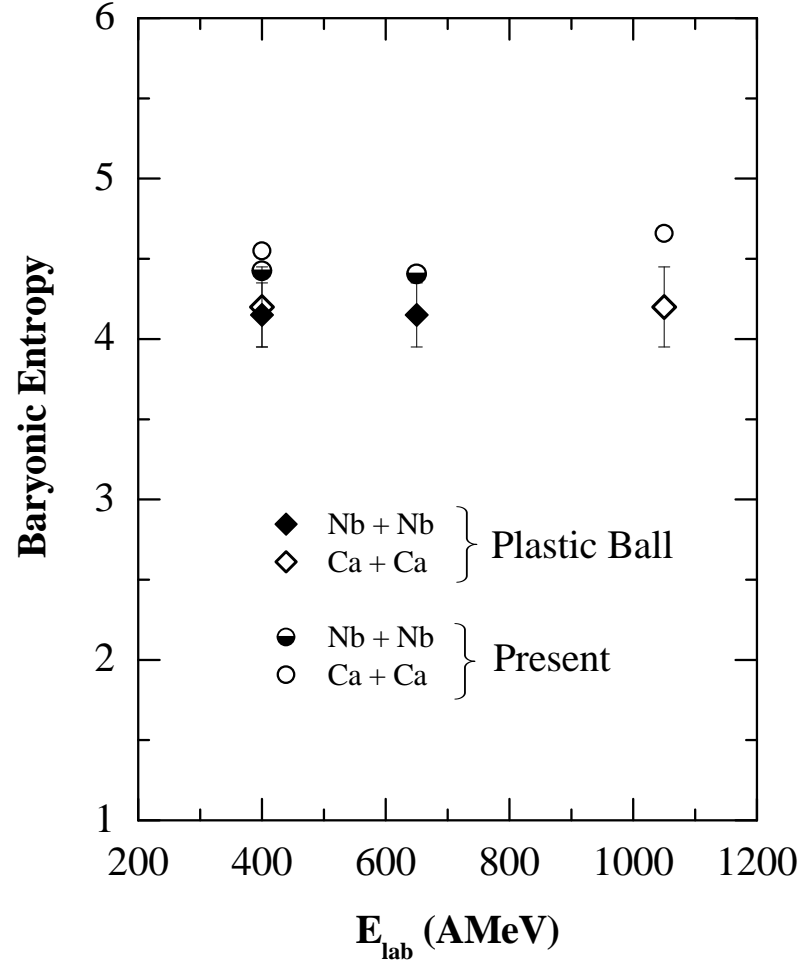 6
5
4
3
2
1
Baryonic Entropy
Nb + Nb
Ca + Ca
Plastic Ball
Nb + Nb
Ca + Ca
Present
200 400 600 800 1000 1200
E_lab (AMeV)